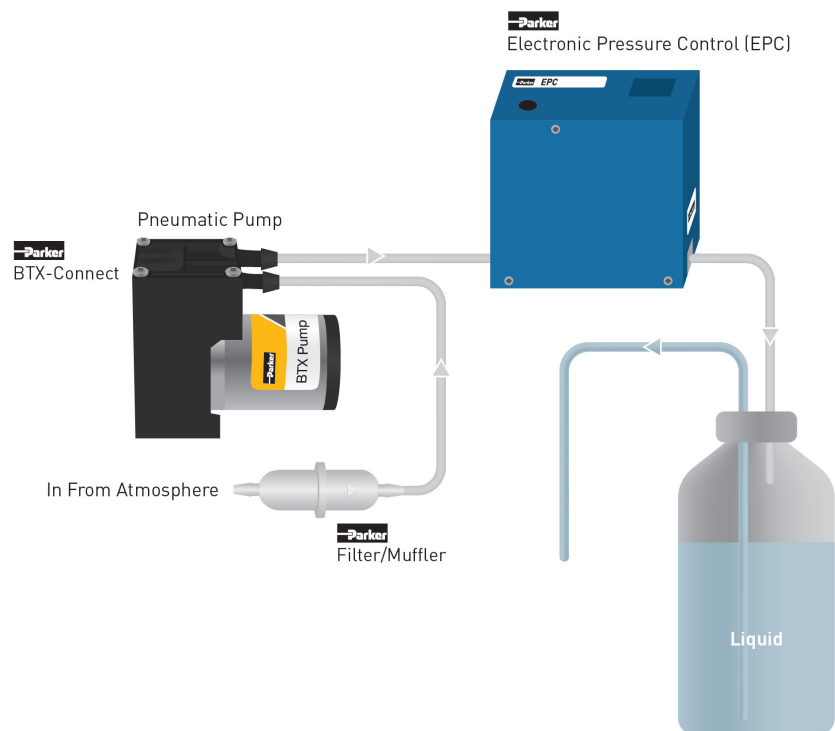 Parker
Electronic Pressure Control (EPC)
Parker EPC
Pneumatic Pump
Parker
BTX-Connect
Parker
BTX Pump
In From Atmosphere
Parker
Filter/Muffler
Liquid